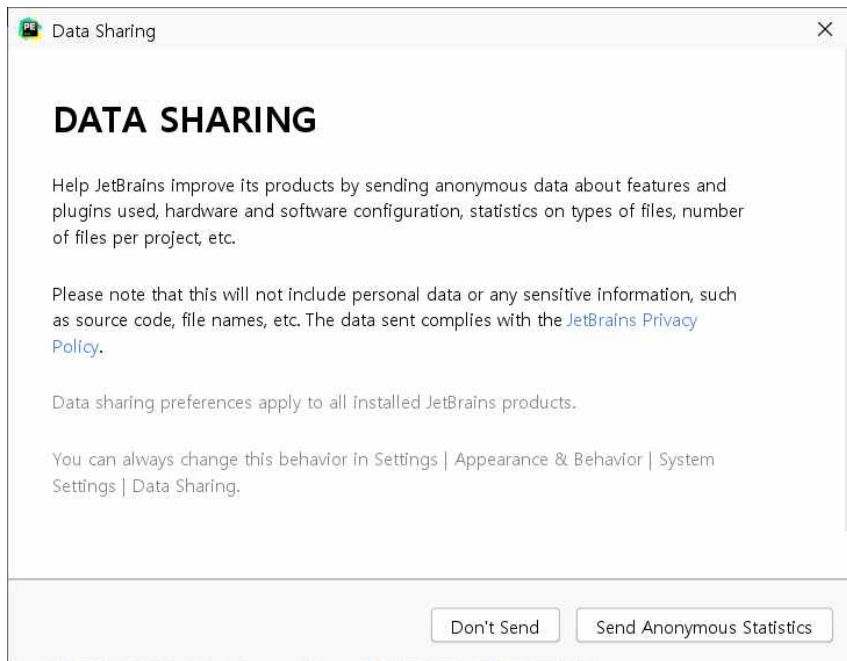 PE
Data Sharing
DATA SHARING
Help JetBrains improve its products by sending anonymous data about features and
plugins used, hardware and software configuration, statistics on types of files, number
of files per project, etc.
Please note that this will not include personal data or any sensitive information, such
as source code, file names, etc. The data sent complies with the JetBrains Privacy
Policy.
Data sharing preferences apply to all installed JetBrains products.
You can always change this behavior in Settings | Appearance & Behavior | System
Settings | Data Sharing.
Don't Send
Send Anonymous Statistics